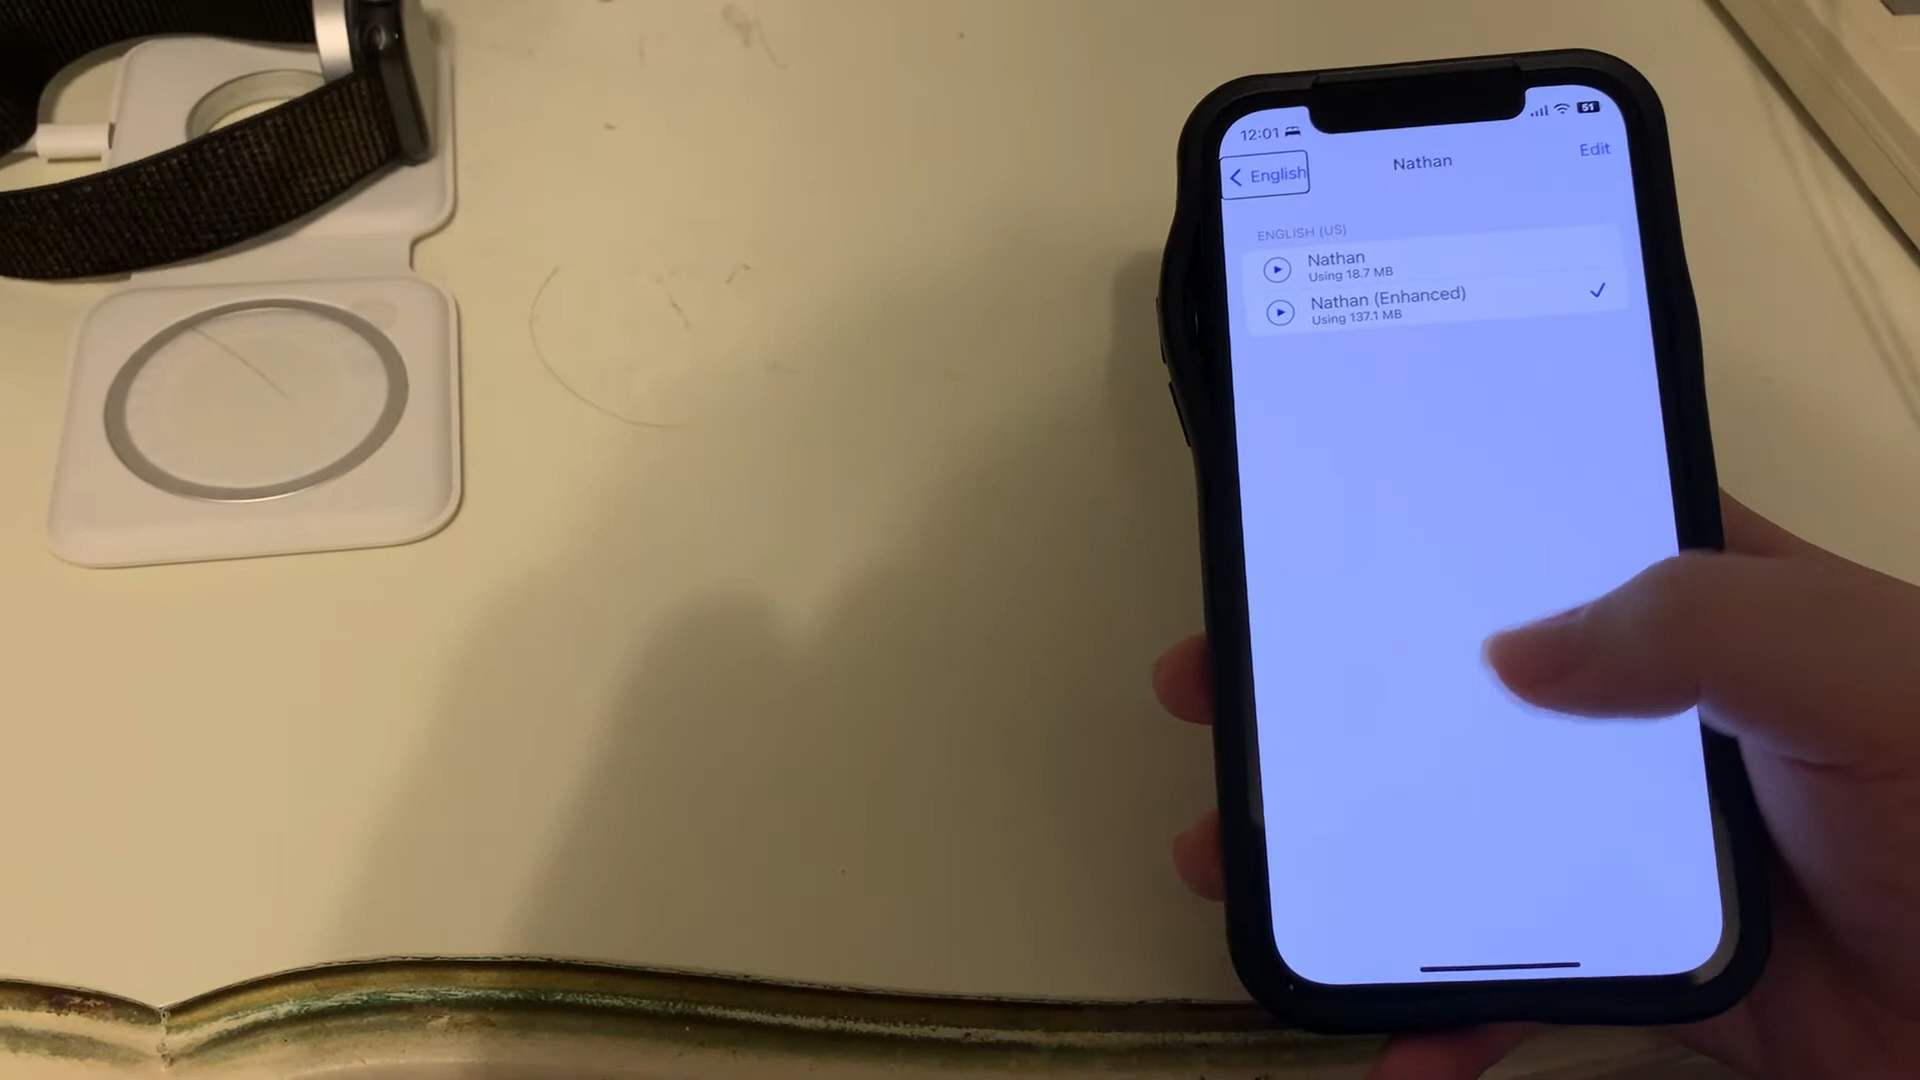 12:01
51
English
Nathan
Edit
ENGLISH (US)
Nathan
Using 18.7 MB
Nathan (Enhanced)
Using 137.1 MB